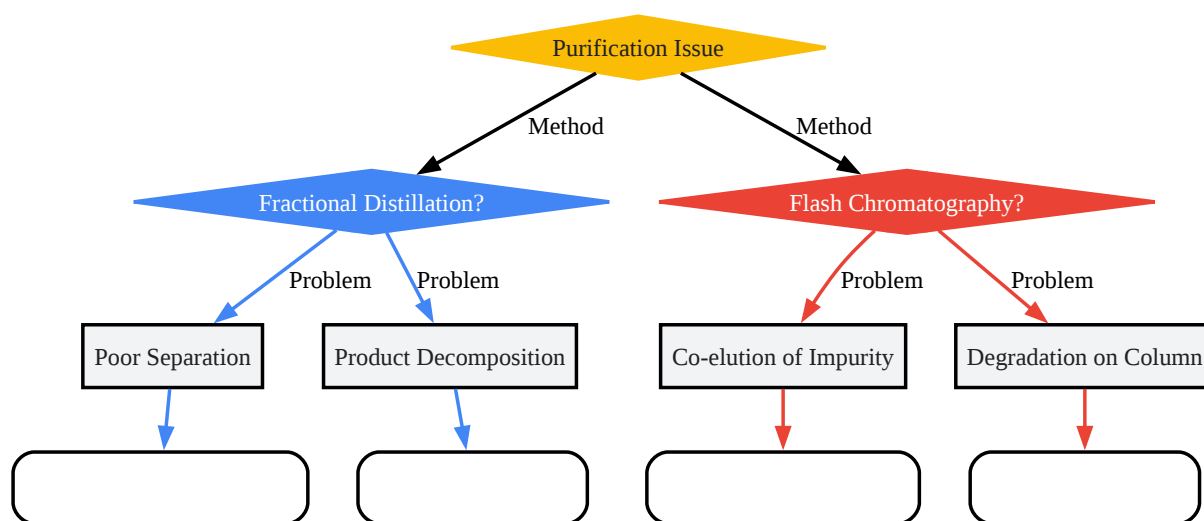 Purification Issue
Method
Method
Fractional Distillation?
Flash Chromatography?
Problem
Problem
Problem
Problem
Poor Separation
Product Decomposition
Co-elution of Impurity
Degradation on Column